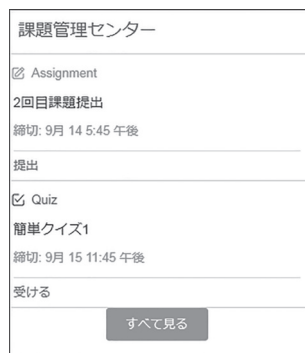 課題管理センター
Assignment
2回目課題提出
締切: 9月 14 5:45 午後
提出
Quiz
簡単クイズ1
締切: 9月 15 11:45 午後
受ける
すべて見る